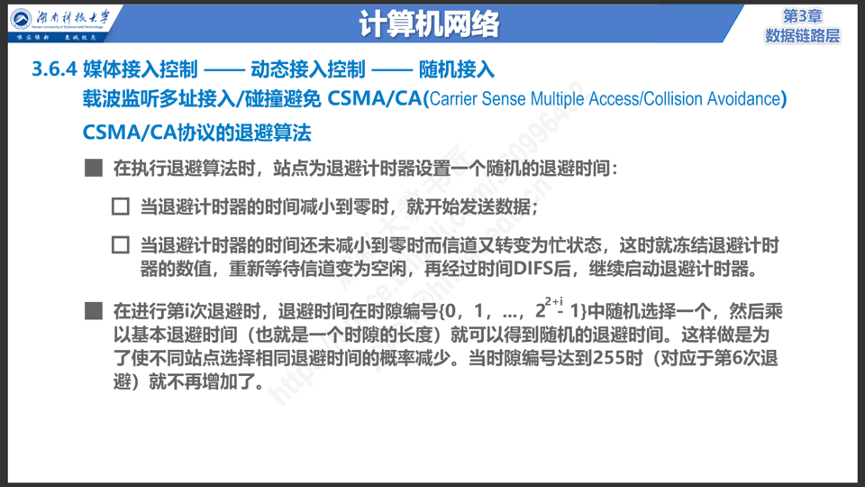 湖南科技大学
Hunan University of Science and Technology
唯实惟新 至诚致志
计算机网络
第3章
数据链路层
3.6.4 媒体接入控制 —— 动态接入控制 —— 随机接入
载波监听多址接入/碰撞避免 CSMA/CA(Carrier Sense Multiple Access/Collision Avoidance)
CSMA/CA协议的退避算法
■ 在执行退避算法时，站点为退避计时器设置一个随机的退避时间：
□ 当退避计时器的时间减小到零时，就开始发送数据；
□ 当退避计时器的时间还未减小到零时而信道又转变为忙状态，这时就冻结退避计时
器的数值，重新等待信道变为空闲，再经过时间DIFS后，继续启动退避计时器。
■ 在进行第i次退避时，退避时间在时隙编号{0，1，...，2^{2+i} - 1}中随机选择一个，然后乘
以基本退避时间（也就是一个时隙的长度）就可以得到随机的退避时间。这样做是为
了使不同站点选择相同退避时间的概率减少。当时隙编号达到255时（对应于第6次退
避）就不再增加了。